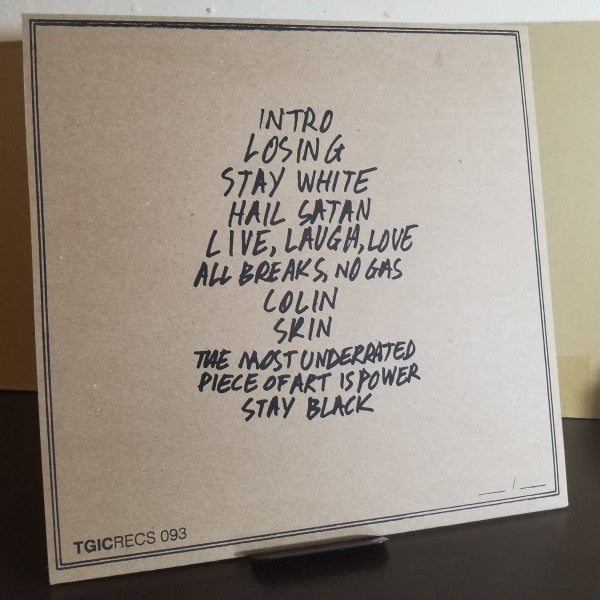 INTRO
LOSING
STAY WHITE
HAIL SATAN
LIVE, LAUGH, LOVE
ALL BREAKS, NO GAS
COLIN
SKIN
THE MOST UNDERRATED
PIECE OF ART IS POWER
STAY BLACK
/
TGICRECS 093